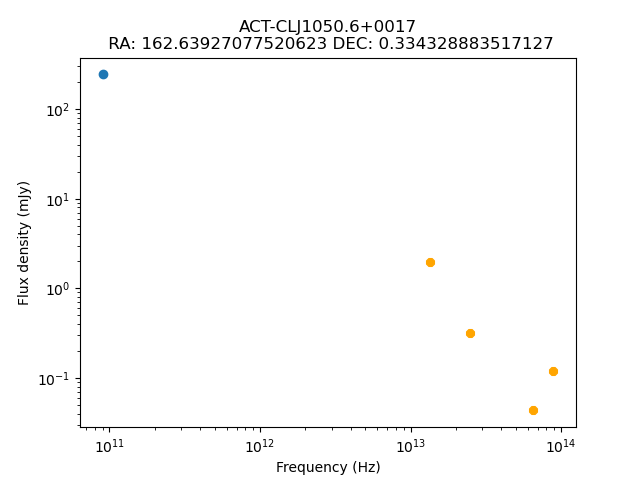 ACT-CLJ1050.6+0017
RA: 162.63927077520623 DEC: 0.334328883517127
Flux density (mJy)
10²
10¹
10⁰
10⁻¹
10¹¹
10¹²
10¹³
10¹⁴
Frequency (Hz)